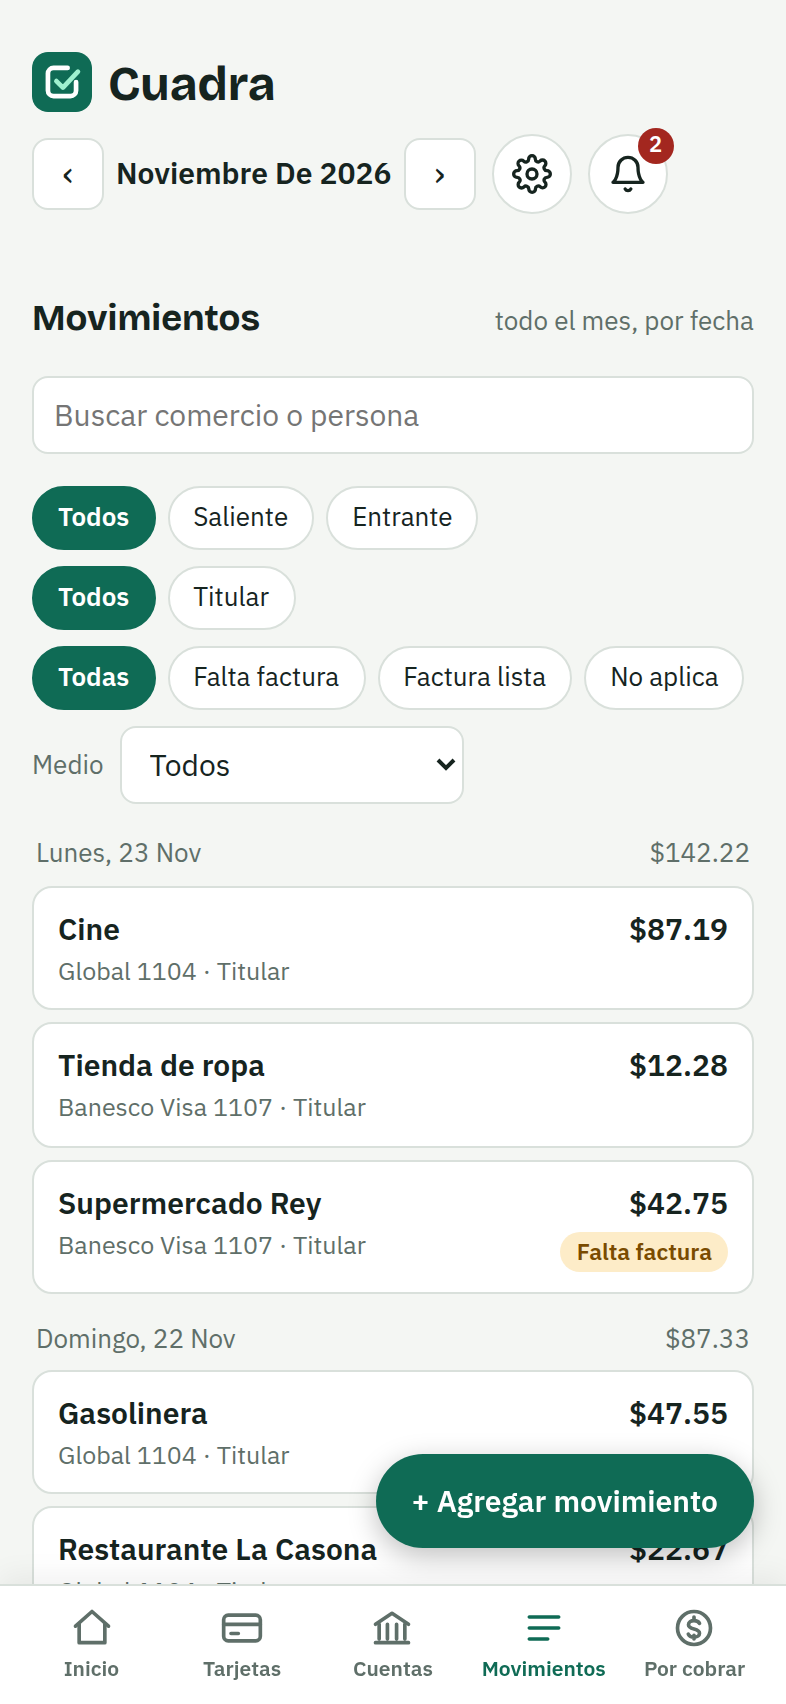 Cuadra
‹ Noviembre De 2026 › 2
Movimientos todo el mes, por fecha
Buscar comercio o persona
Todos Saliente Entrante
Todos Titular
Todas Falta factura Factura lista No aplica
Medio Todos
Lunes, 23 Nov $142.22
Cine $87.19
Global 1104 · Titular
Tienda de ropa $12.28
Banesco Visa 1107 · Titular
Supermercado Rey $42.75
Banesco Visa 1107 · Titular Falta factura
Domingo, 22 Nov $87.33
Gasolinera $47.55
Global 1104 · Titular
+ Agregar movimiento
Restaurante La Casona
Inicio Tarjetas Cuentas Movimientos Por cobrar